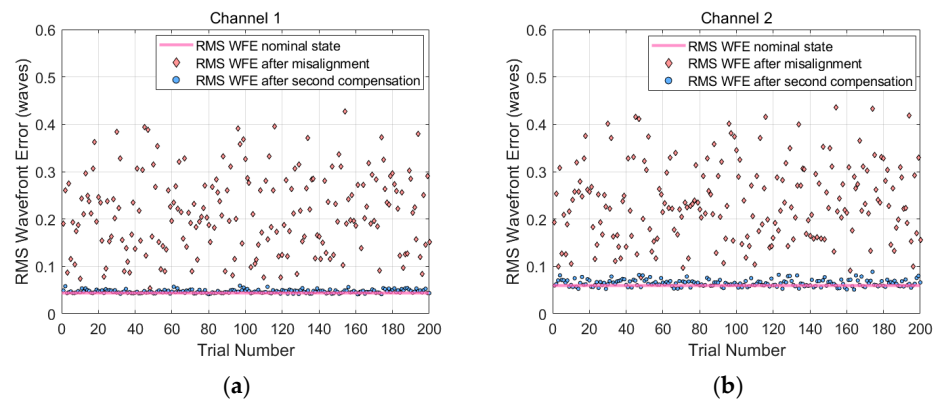 Channel 1
RMS Wavefront Error (waves)
0.6
0.5
0.4
0.3
0.2
0.1
0
RMS WFE nominal state
RMS WFE after misalignment
RMS WFE after second compensation
0 20 40 60 80 100 120 140 160 180 200
Trial Number
(a)
Channel 2
RMS Wavefront Error (waves)
0.6
0.5
0.4
0.3
0.2
0.1
0
RMS WFE nominal state
RMS WFE after misalignment
RMS WFE after second compensation
0 20 40 60 80 100 120 140 160 180 200
Trial Number
(b)